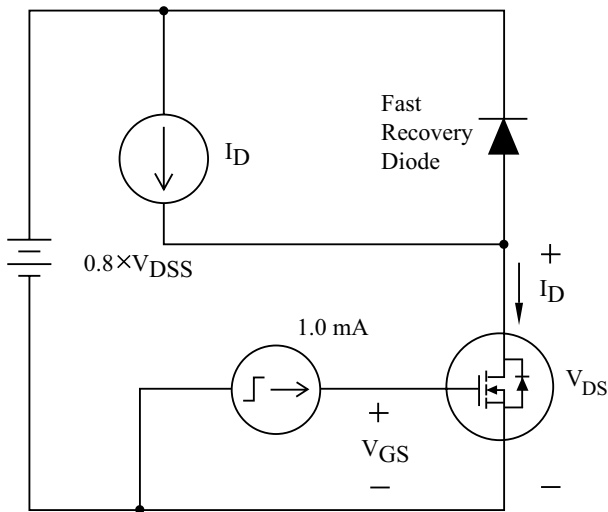 Fast
Recovery
Diode
I_D
0.8×V_DSS
+
I_D
1.0 mA
V_DS
+
V_GS
−
−